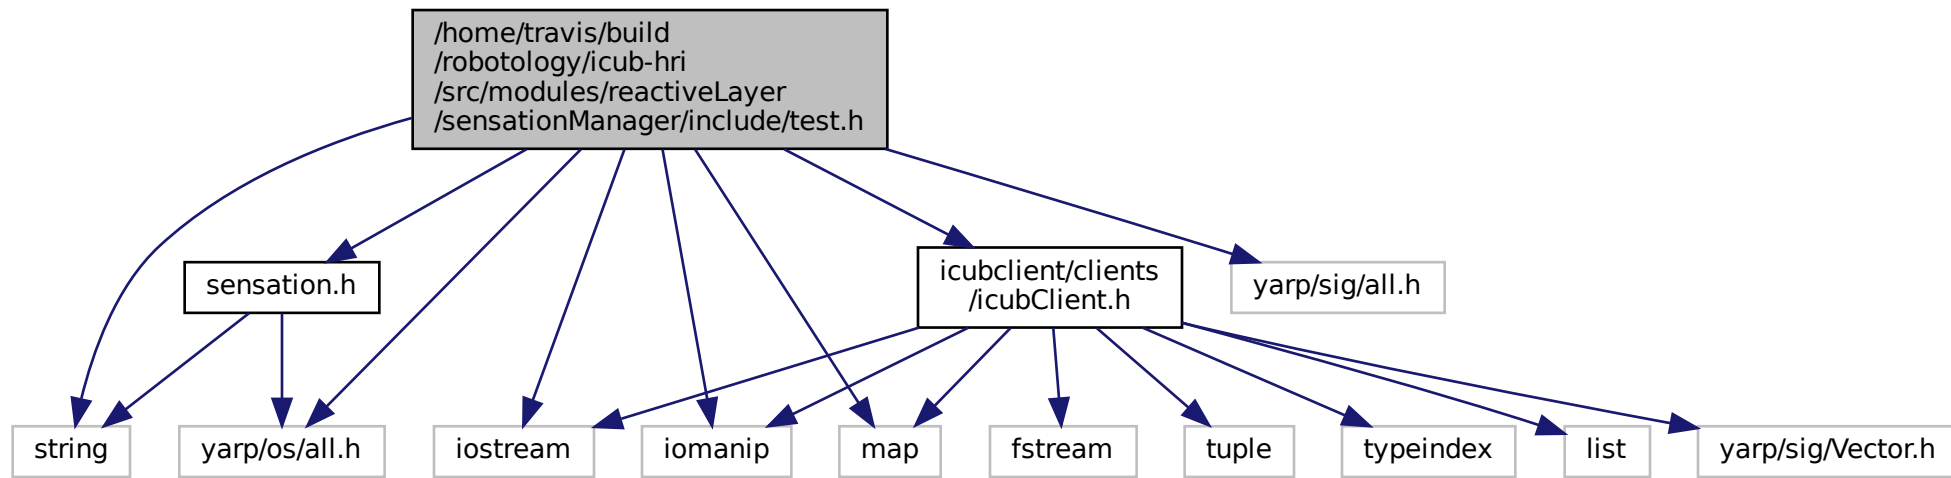 /home/travis/build
/robotology/icub-hri
/src/modules/reactiveLayer
/sensationManager/include/test.h
sensation.h
icubclient/clients
/icubClient.h
yarp/sig/all.h
string
yarp/os/all.h
iostream
iomanip
map
fstream
tuple
typeindex
list
yarp/sig/Vector.h